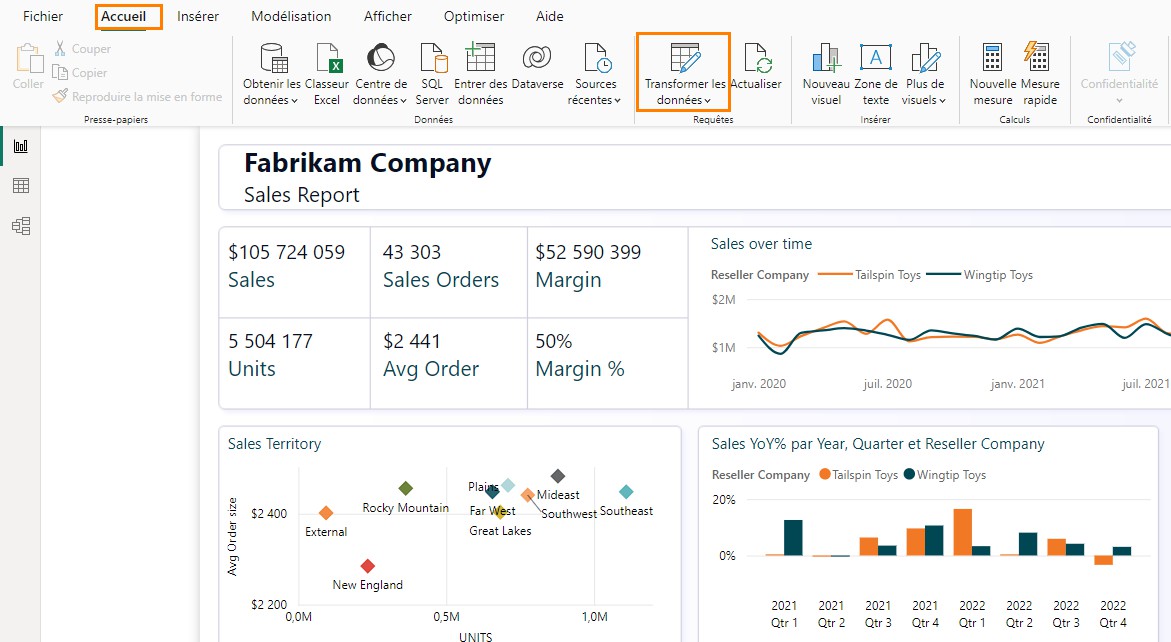 Fichier Accueil Insérer Modélisation Afficher Optimiser Aide
Coller
Couper
Copier
Reproduire la mise en forme
Presse-papiers
Obtenir les données
Classeur Excel
Centre de données
SQL Server
Entrer des données
Dataverse
Sources récentes
Données
Transformer les données
Actualiser
Requêtes
Nouveau visuel
Zone de texte
Plus de visuels
Insérer
Nouvelle mesure
Mesure rapide
Calculs
Confidentialité
Confidentialité
Fabrikam Company
Sales Report
$105 724 059
Sales
43 303
Sales Orders
$52 590 399
Margin
5 504 177
Units
$2 441
Avg Order
50%
Margin %
Sales over time
Reseller Company Tailspin Toys Wingtip Toys
$2M
$1M
janv. 2020 juil. 2020 janv. 2021 juil. 2021
Sales Territory
Avg Order size
$2 400
$2 200
Plains
Mideast
Rocky Mountain
Far West
Southwest
Southeast
External
Great Lakes
New England
0,0M 0,5M 1,0M
UNITS
Sales YoY% par Year, Quarter et Reseller Company
Reseller Company Tailspin Toys Wingtip Toys
20%
0%
2021 2021 2021 2021 2022 2022 2022 2022
Qtr 1 Qtr 2 Qtr 3 Qtr 4 Qtr 1 Qtr 2 Qtr 3 Qtr 4